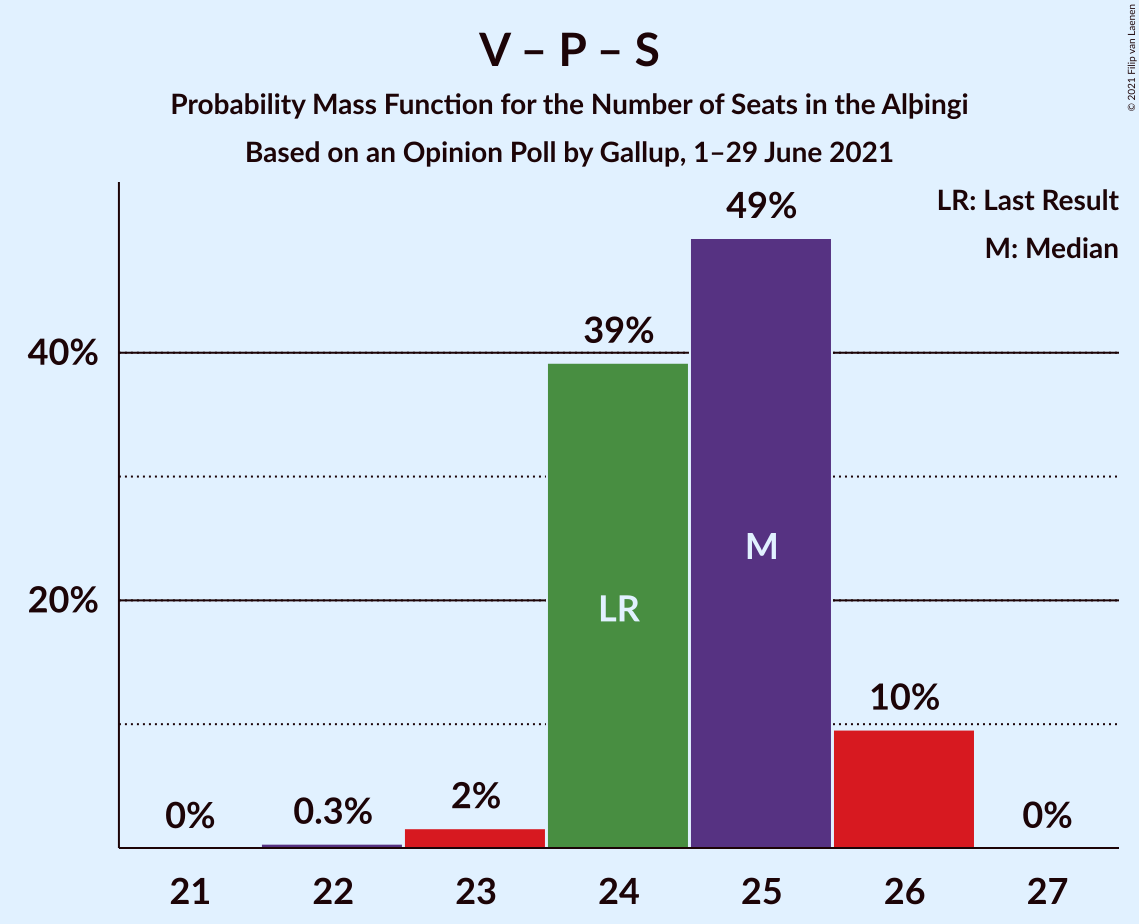 V – P – S
Probability Mass Function for the Number of Seats in the Alþingi
Based on an Opinion Poll by Gallup, 1–29 June 2021
© 2021 Filip van Laenen
LR: Last Result
M: Median
49%
39%
40%
M
20%
LR
10%
2%
0.3%
0%
0%
21 22 23 24 25 26 27